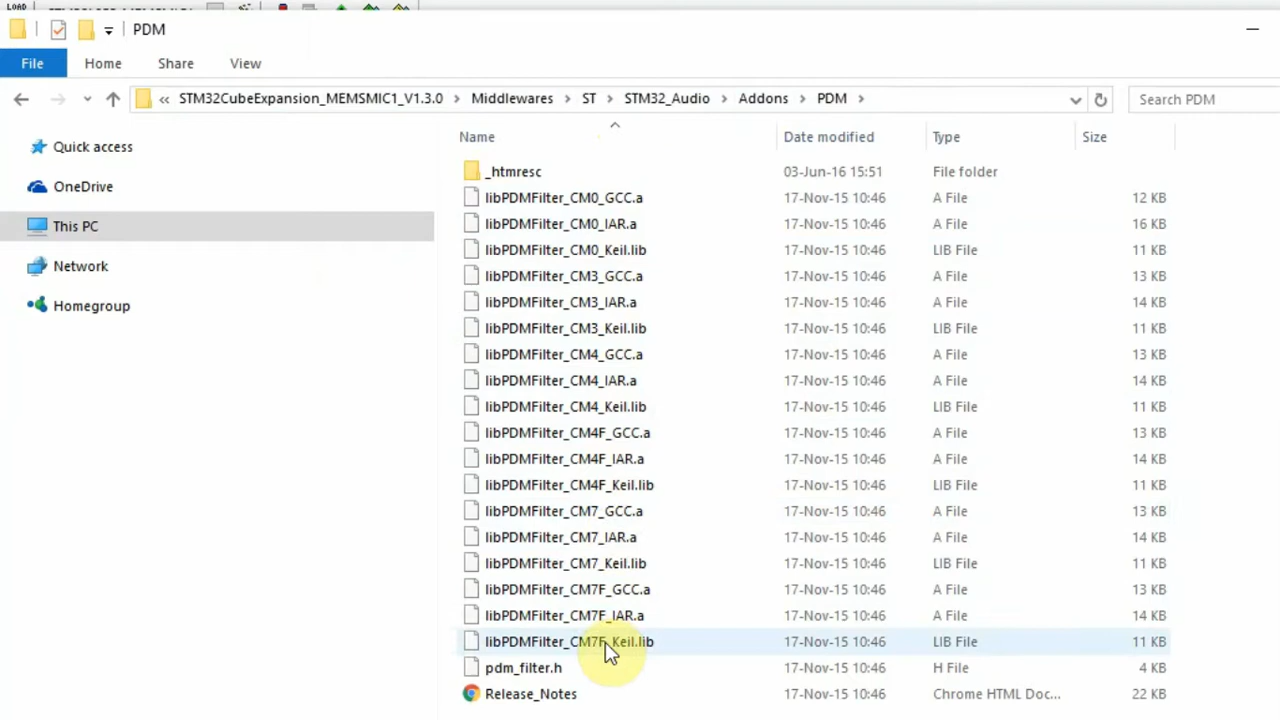 LOAD
PDM
File Home Share View
« STM32CubeExpansion_MEMSMIC1_V1.3.0 > Middlewares > ST > STM32_Audio > Addons > PDM >
Search PDM
Quick access
OneDrive
This PC
Network
Homegroup
Name Date modified Type Size
_htmresc 03-Jun-16 15:51 File folder
libPDMFilter_CM0_GCC.a 17-Nov-15 10:46 A File 12 KB
libPDMFilter_CM0_IAR.a 17-Nov-15 10:46 A File 16 KB
libPDMFilter_CM0_Keil.lib 17-Nov-15 10:46 LIB File 11 KB
libPDMFilter_CM3_GCC.a 17-Nov-15 10:46 A File 13 KB
libPDMFilter_CM3_IAR.a 17-Nov-15 10:46 A File 14 KB
libPDMFilter_CM3_Keil.lib 17-Nov-15 10:46 LIB File 11 KB
libPDMFilter_CM4_GCC.a 17-Nov-15 10:46 A File 13 KB
libPDMFilter_CM4_IAR.a 17-Nov-15 10:46 A File 14 KB
libPDMFilter_CM4_Keil.lib 17-Nov-15 10:46 LIB File 11 KB
libPDMFilter_CM4F_GCC.a 17-Nov-15 10:46 A File 13 KB
libPDMFilter_CM4F_IAR.a 17-Nov-15 10:46 A File 14 KB
libPDMFilter_CM4F_Keil.lib 17-Nov-15 10:46 LIB File 11 KB
libPDMFilter_CM7_GCC.a 17-Nov-15 10:46 A File 13 KB
libPDMFilter_CM7_IAR.a 17-Nov-15 10:46 A File 14 KB
libPDMFilter_CM7_Keil.lib 17-Nov-15 10:46 LIB File 11 KB
libPDMFilter_CM7F_GCC.a 17-Nov-15 10:46 A File 13 KB
libPDMFilter_CM7F_IAR.a 17-Nov-15 10:46 A File 14 KB
libPDMFilter_CM7F_Keil.lib 17-Nov-15 10:46 LIB File 11 KB
pdm_filter.h 17-Nov-15 10:46 H File 4 KB
Release_Notes 17-Nov-15 10:46 Chrome HTML Doc... 22 KB